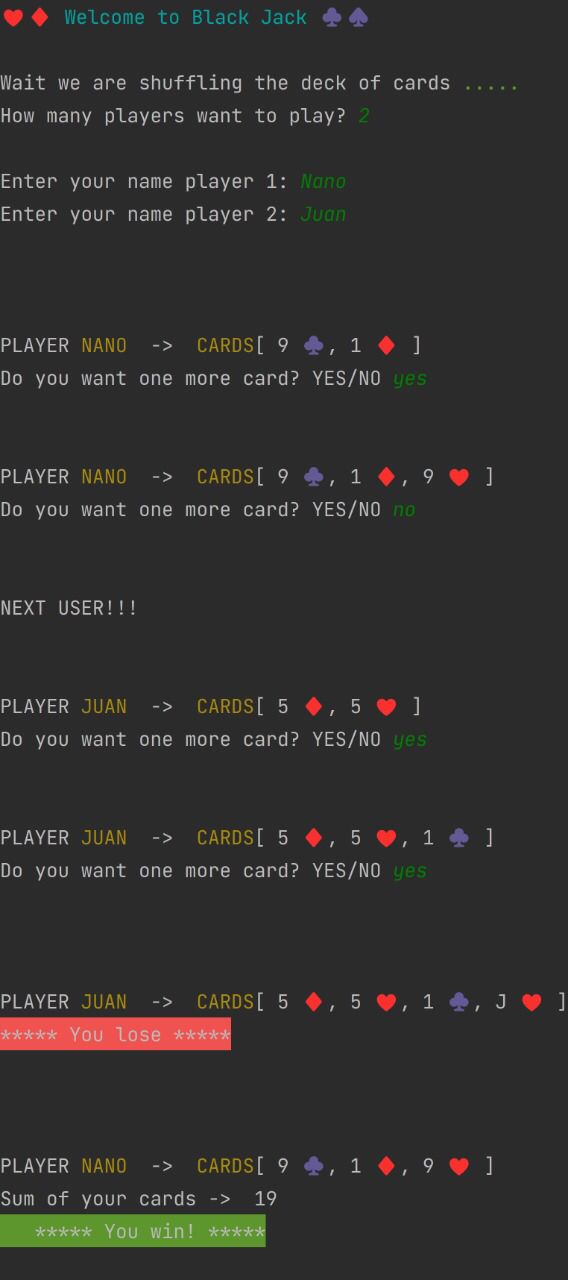 ♥♦ Welcome to Black Jack ♣♠
Wait we are shuffling the deck of cards .....
How many players want to play? 2
Enter your name player 1: Nano
Enter your name player 2: Juan
PLAYER NANO  ->  CARDS[ 9 ♣, 1 ♦ ]
Do you want one more card? YES/NO yes
PLAYER NANO  ->  CARDS[ 9 ♣, 1 ♦, 9 ♥ ]
Do you want one more card? YES/NO no
NEXT USER!!!
PLAYER JUAN  ->  CARDS[ 5 ♦, 5 ♥ ]
Do you want one more card? YES/NO yes
PLAYER JUAN  ->  CARDS[ 5 ♦, 5 ♥, 1 ♣ ]
Do you want one more card? YES/NO yes
PLAYER JUAN  ->  CARDS[ 5 ♦, 5 ♥, 1 ♣, J ♥ ]
***** You lose *****
PLAYER NANO  ->  CARDS[ 9 ♣, 1 ♦, 9 ♥ ]
Sum of your cards ->  19
***** You win! *****